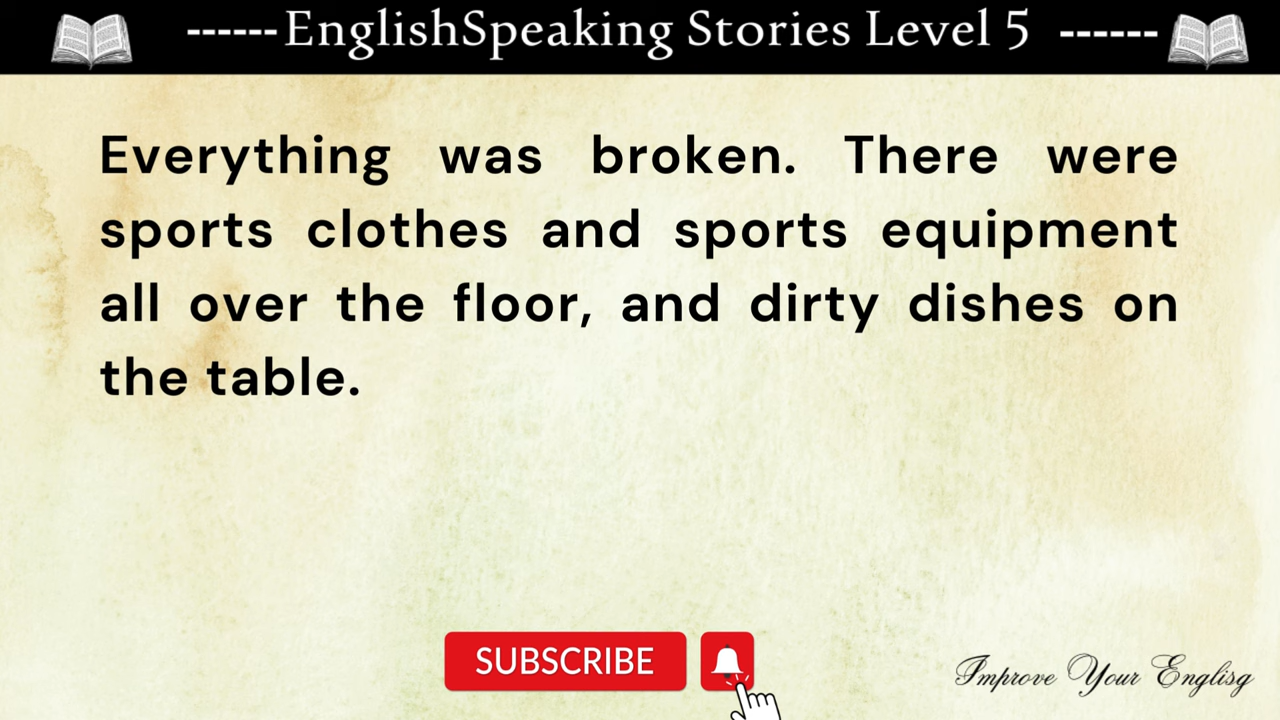 ------EnglishSpeaking Stories Level 5 ------
Everything was broken. There were
sports clothes and sports equipment
all over the floor, and dirty dishes on
the table.
SUBSCRIBE
Improve Your Englisg